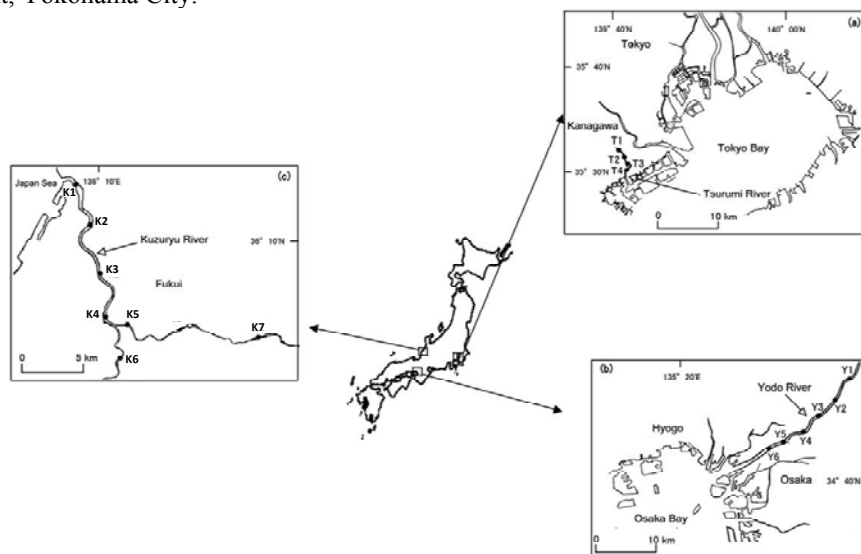 Yokohama City.
(a)
139° 40'
140° 00'
Tokyo
35° 40'N
Kanagawa
T1
T2
T3
T4
Tokyo Bay
35° 30'N
Tsurumi River
0 10 km
(c)
Japan Sea
136° 10'E
K1
K2
Kuzuryu River
36° 10'N
K3
Fukui
K4
K5
K7
K6
0 5 km
(b)
135° 20'E
Yodo River
Y1
Y2
Y3
Y4
Y5
Y6
Hyogo
Osaka
34° 40'N
Osaka Bay
0 10 km